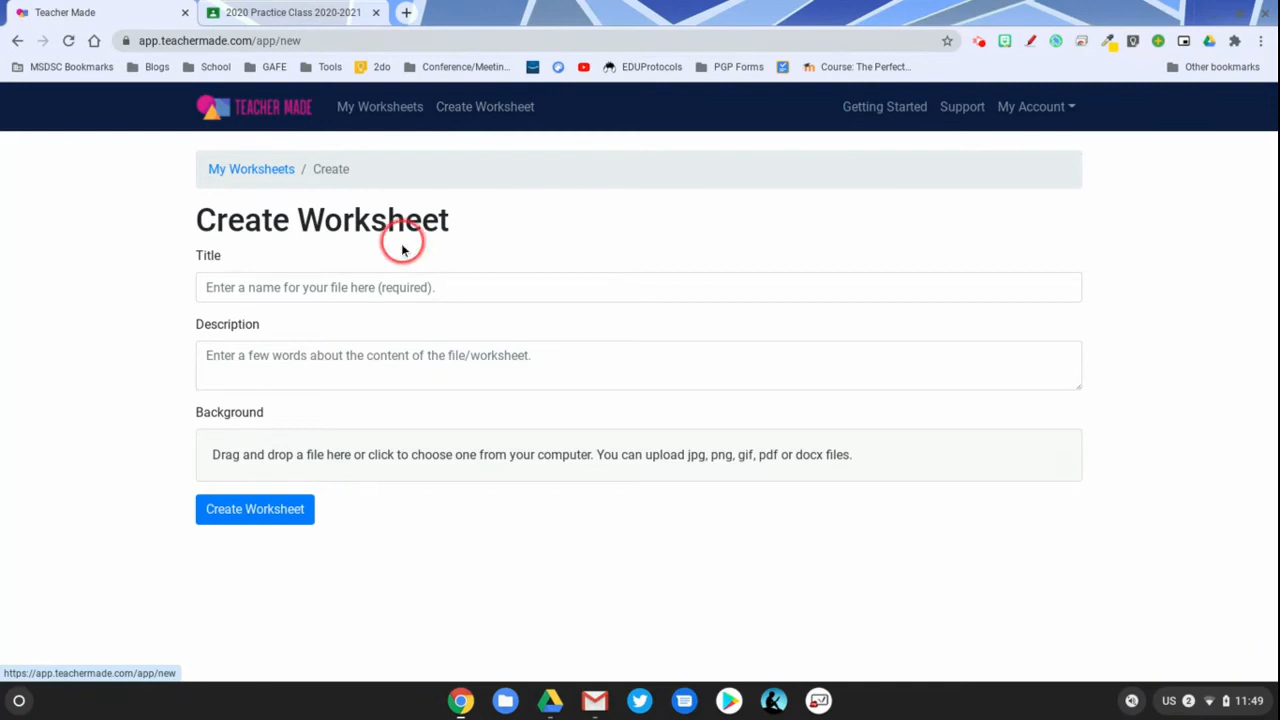 Teacher Made
2020 Practice Class 2020-2021
app.teachermade.com/app/new
MSDSC Bookmarks
Blogs
School
GAFE
Tools
2do
Conference/Meetin...
EDUProtocols
PGP Forms
Course: The Perfect...
Other bookmarks
TEACHER MADE
My Worksheets
Create Worksheet
Getting Started
Support
My Account
My Worksheets / Create
Create Worksheet
Title
Enter a name for your file here (required).
Description
Enter a few words about the content of the file/worksheet.
Background
Drag and drop a file here or click to choose one from your computer. You can upload jpg, png, gif, pdf or docx files.
Create Worksheet
https://app.teachermade.com/app/new
US 2 11:49